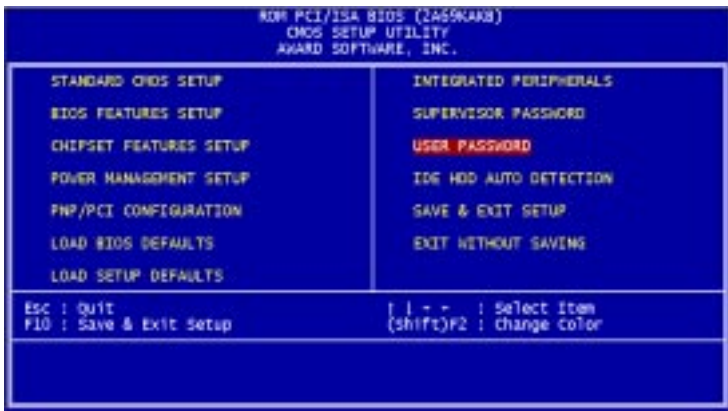 ROM PCI/ISA BIOS (2A69KAKB)
CMOS SETUP UTILITY
AWARD SOFTWARE, INC.
STANDARD CMOS SETUP
BIOS FEATURES SETUP
CHIPSET FEATURES SETUP
POWER MANAGEMENT SETUP
PNP/PCI CONFIGURATION
LOAD BIOS DEFAULTS
LOAD SETUP DEFAULTS
INTEGRATED PERIPHERALS
SUPERVISOR PASSWORD
USER PASSWORD
IDE HDD AUTO DETECTION
SAVE & EXIT SETUP
EXIT WITHOUT SAVING
Esc : Quit
F10 : Save & Exit Setup
: Select Item
(Shift)F2 : Change Color